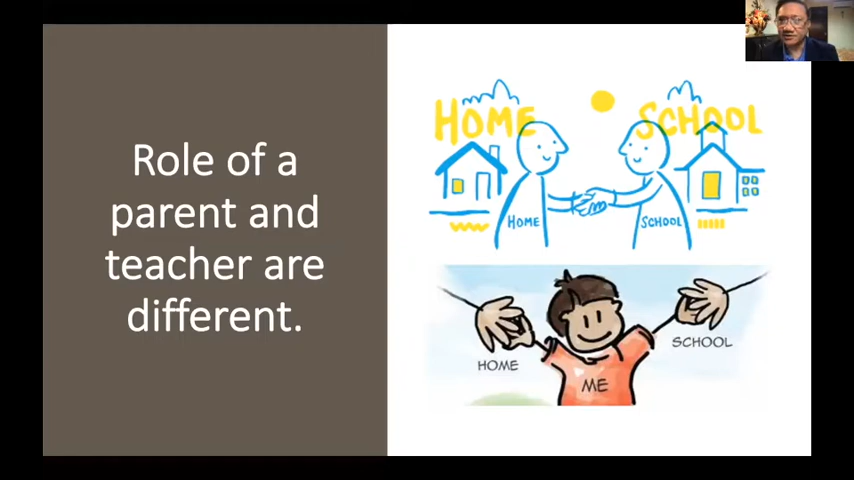 Role of a
parent and
teacher are
different.
HOME SCHOOL
HOME SCHOOL
HOME SCHOOL
ME